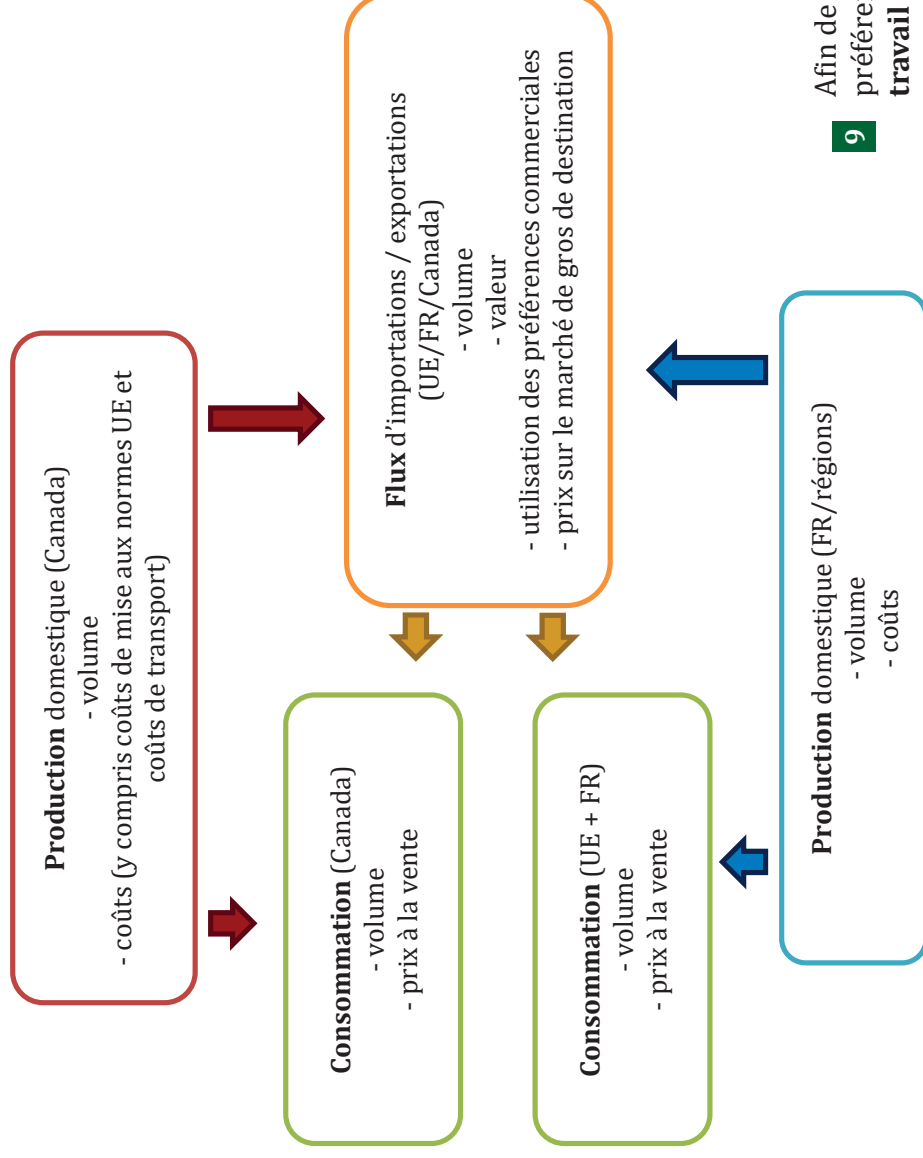 Production domestique (Canada)
- volume
- coûts (y compris coûts de mise aux normes UE et
coûts de transport)
Consommation (Canada)
- volume
- prix à la vente
Flux d'importations / exportations
(UE/FR/Canada)
- volume
- valeur
- utilisation des préférences commerciales
- prix sur le marché de gros de destination
Consommation (UE + FR)
- volume
- prix à la vente
Production domestique (FR/régions)
- volume
- coûts
9
Afin de
préféren
travail